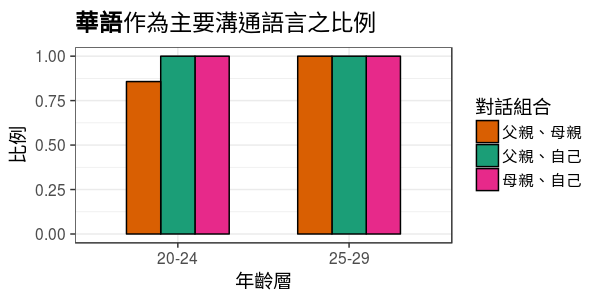 華語作為主要溝通語言之比例
1.00
0.75
0.50
0.25
0.00
比例
20-24
25-29
年齡層
對話組合
父親、母親
父親、自己
母親、自己